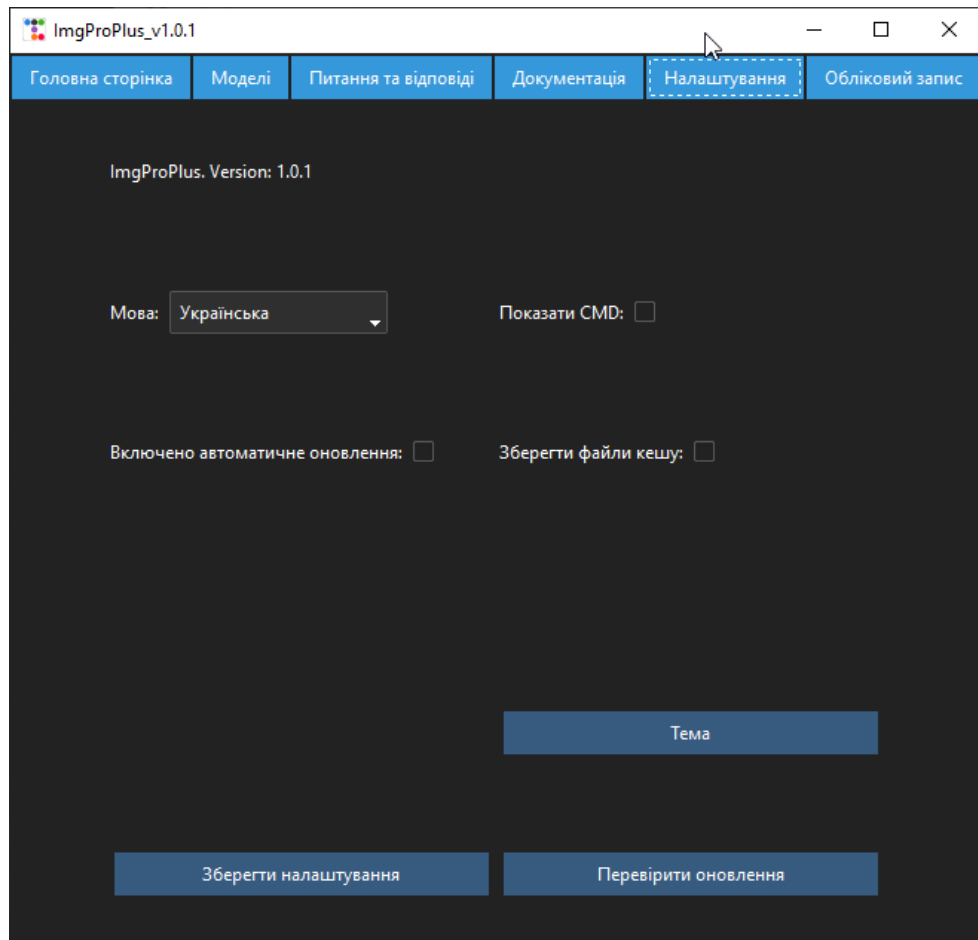 ImgProPlus_v1.0.1
Головна сторінка Моделі Питання та відповіді Документація Налаштування Обліковий запис
ImgProPlus. Version: 1.0.1
Мова: Українська Показати CMD:
Включено автоматичне оновлення: Зберегти файли кешу:
Тема
Зберегти налаштування Перевірити оновлення